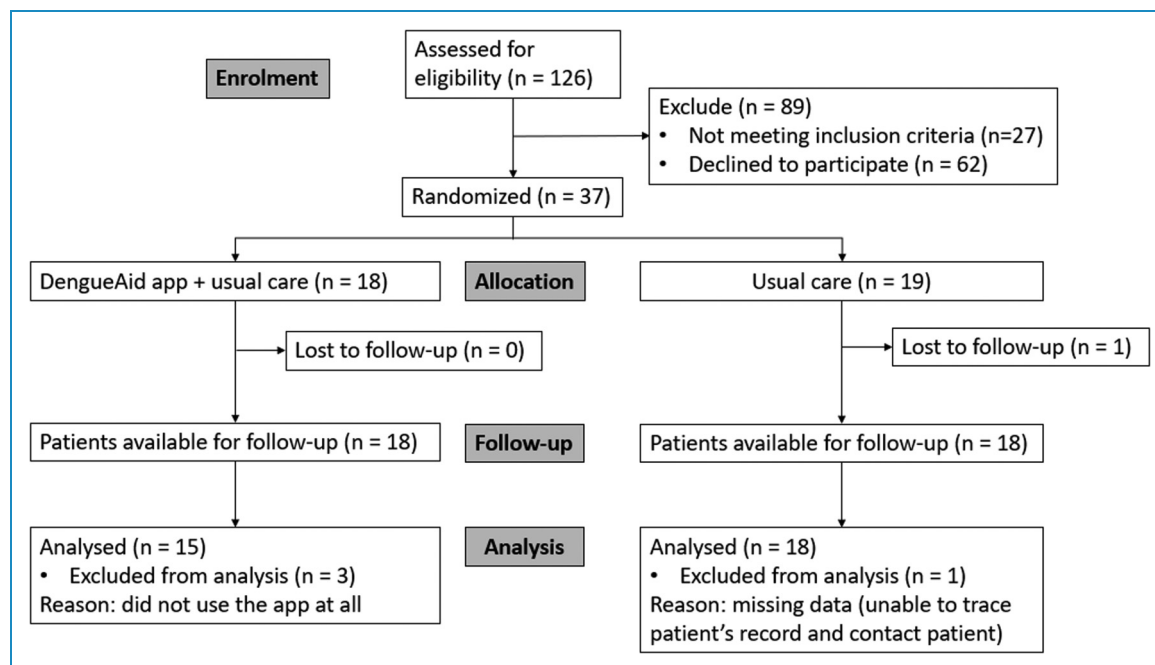 Enrolment
Assessed for
eligibility (n = 126)
Exclude (n = 89)
• Not meeting inclusion criteria (n=27)
• Declined to participate (n = 62)
Randomized (n = 37)
DengueAid app + usual care (n = 18)
Allocation
Usual care (n = 19)
Lost to follow-up (n = 0)
Lost to follow-up (n = 1)
Patients available for follow-up (n = 18)
Follow-up
Patients available for follow-up (n = 18)
Analysed (n = 15)
• Excluded from analysis (n = 3)
Reason: did not use the app at all
Analysis
Analysed (n = 18)
• Excluded from analysis (n = 1)
Reason: missing data (unable to trace
patient's record and contact patient)